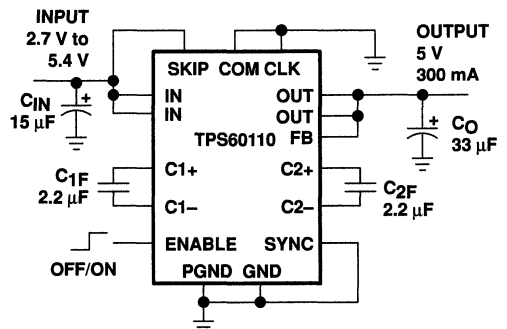 INPUT
2.7 V to
5.4 V
OUTPUT
5 V
300 mA
SKIP COM CLK
IN OUT
IN OUT
TPS60110 FB
CIN
15 µF
+
CO
33 µF
+
C1F
2.2 µF
C1+ C2+
C1– C2–
C2F
2.2 µF
ENABLE SYNC
OFF/ON
PGND GND